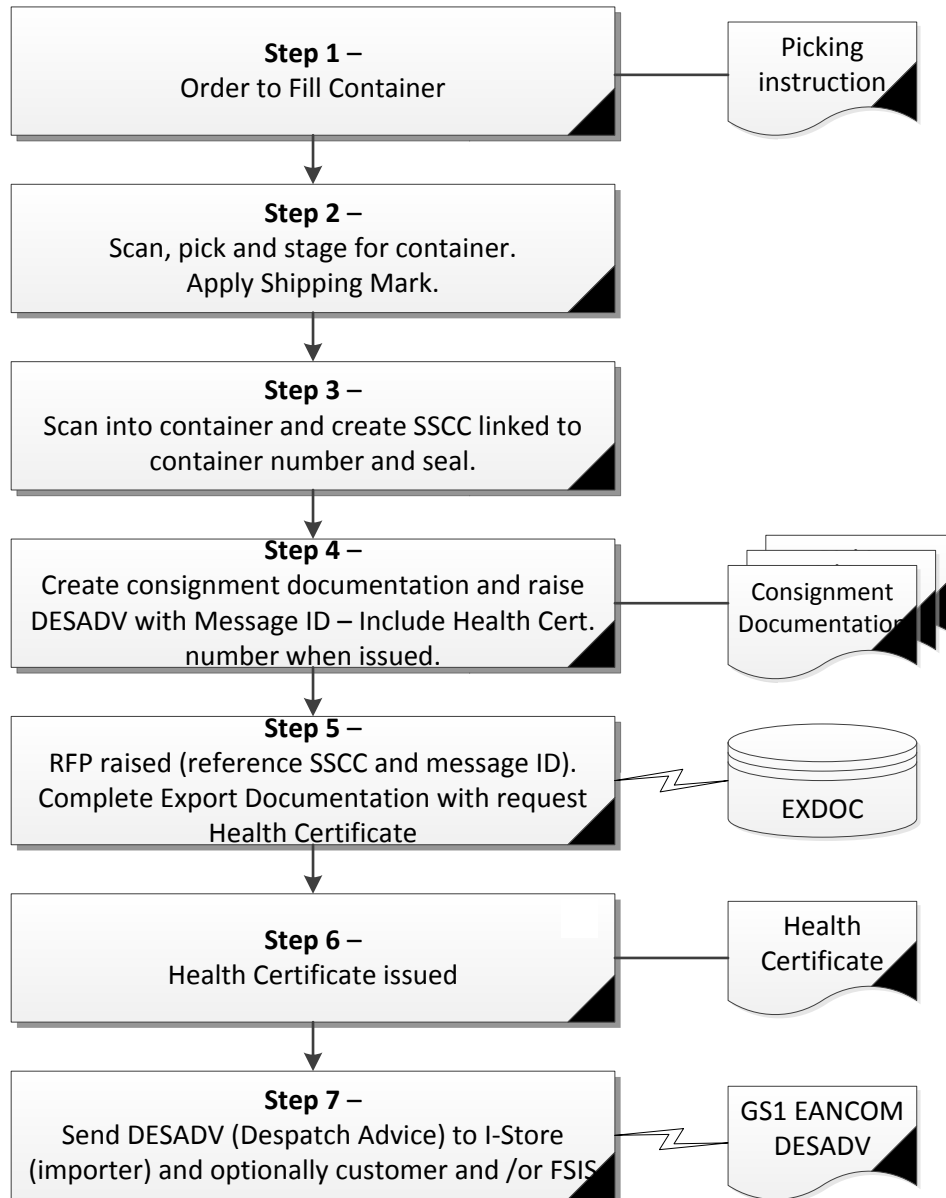 Step 1 –
Order to Fill Container
Picking
instruction
Step 2 –
Scan, pick and stage for container.
Apply Shipping Mark.
Step 3 –
Scan into container and create SSCC linked to
container number and seal.
Step 4 –
Create consignment documentation and raise
DESADV with Message ID – Include Health Cert.
number when issued.
Consignment
Documentation
Step 5 –
RFP raised (reference SSCC and message ID).
Complete Export Documentation with request
Health Certificate
EXDOC
Step 6 –
Health Certificate issued
Health
Certificate
Step 7 –
Send DESADV (Despatch Advice) to I-Store
(importer) and optionally customer and /or FSIS
GS1 EANCOM
DESADV